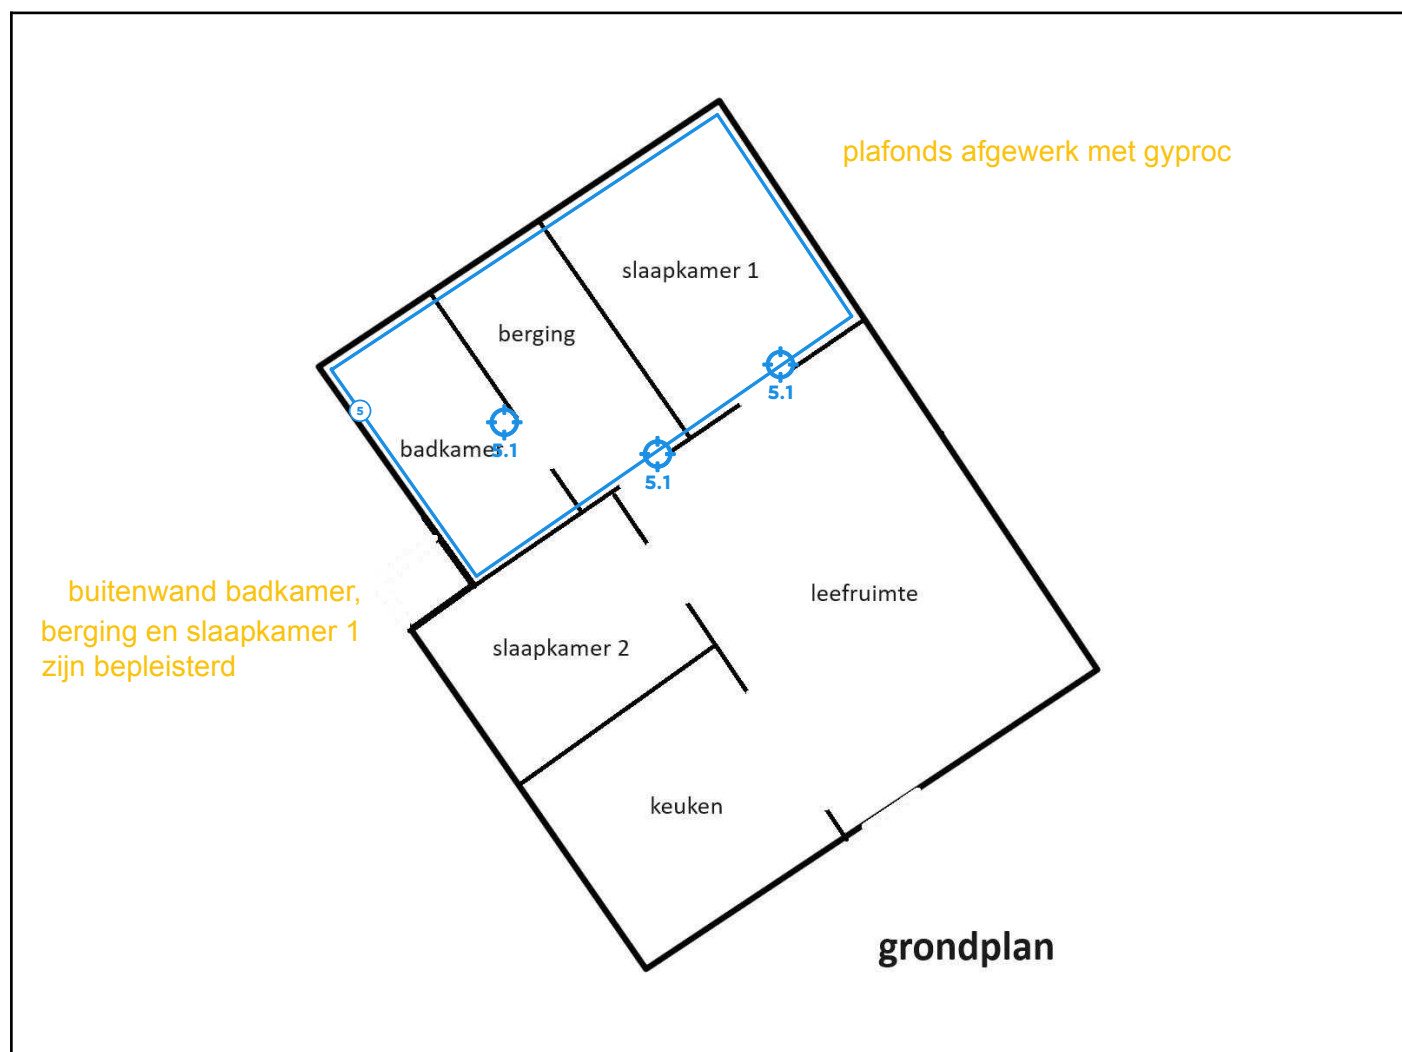 plafonds afgewerk met gyproc
slaapkamer 1
berging
5.1
5
badkamer
5.1
5.1
buitenwand badkamer,
berging en slaapkamer 1
zijn bepleisterd
leefruimte
slaapkamer 2
keuken
grondplan